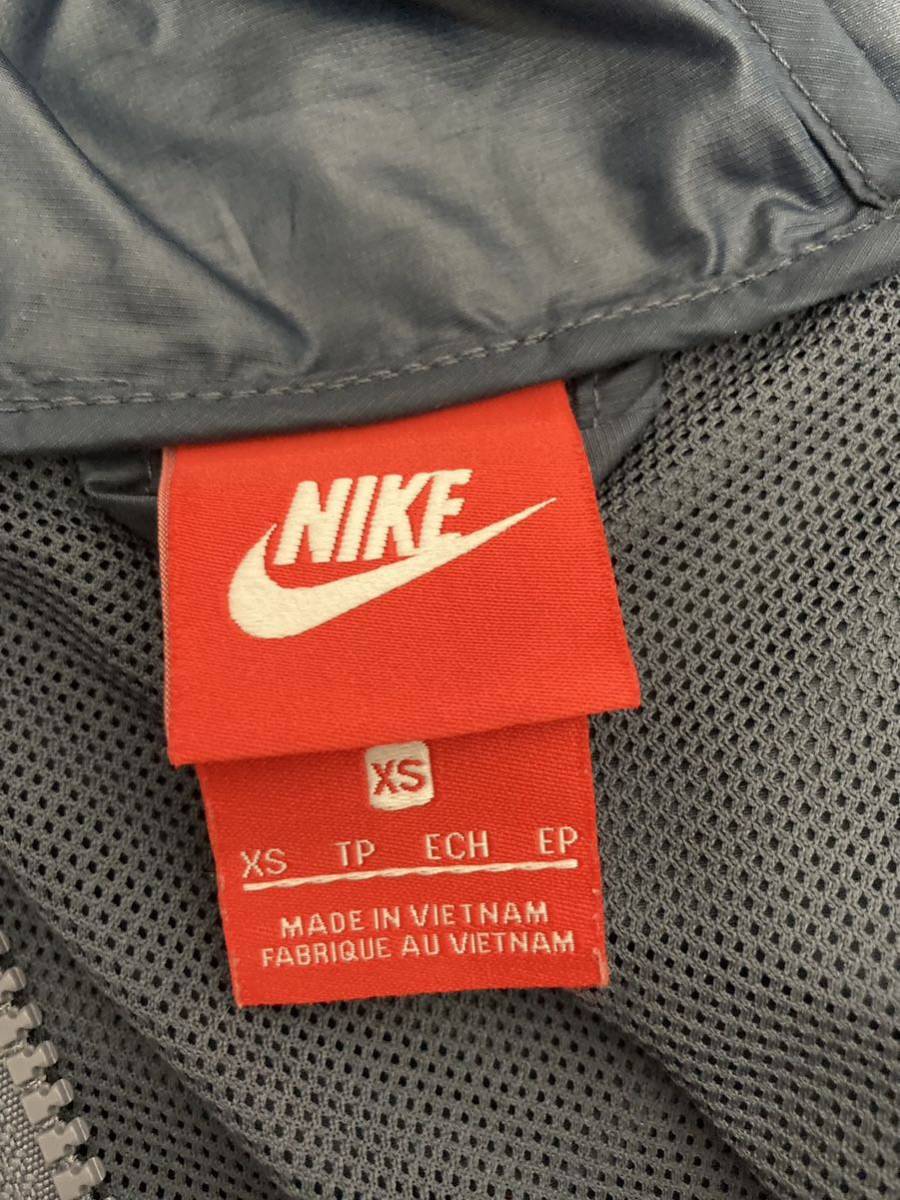 NIKE
XS
XS TP ECH EP
MADE IN VIETNAM
FABRIQUE AU VIETNAM